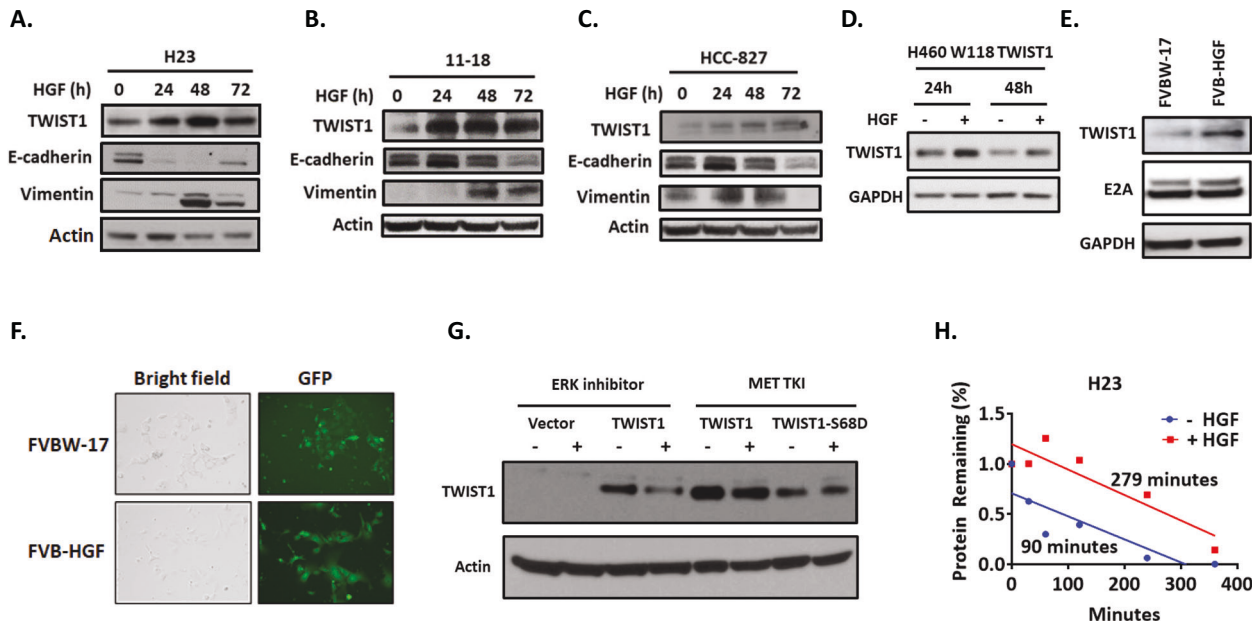 A.
H23
HGF (h) 0 24 48 72
TWIST1
E-cadherin
Vimentin
Actin
B.
11-18
HGF (h) 0 24 48 72
TWIST1
E-cadherin
Vimentin
Actin
C.
HCC-827
HGF (h) 0 24 48 72
TWIST1
E-cadherin
Vimentin
Actin
D.
H460 W118 TWIST1
24h 48h
HGF - + - +
TWIST1
GAPDH
E.
FVBW-17
FVB-HGF
TWIST1
E2A
GAPDH
F.
Bright field GFP
FVBW-17
FVB-HGF
G.
ERK inhibitor MET TKI
Vector TWIST1 TWIST1 TWIST1-S68D
- + - + - + - +
TWIST1
Actin
H.
H23
Protein Remaining (%)
1.5
1.0
0.5
0.0
- HGF
+ HGF
279 minutes
90 minutes
0 100 200 300 400
Minutes